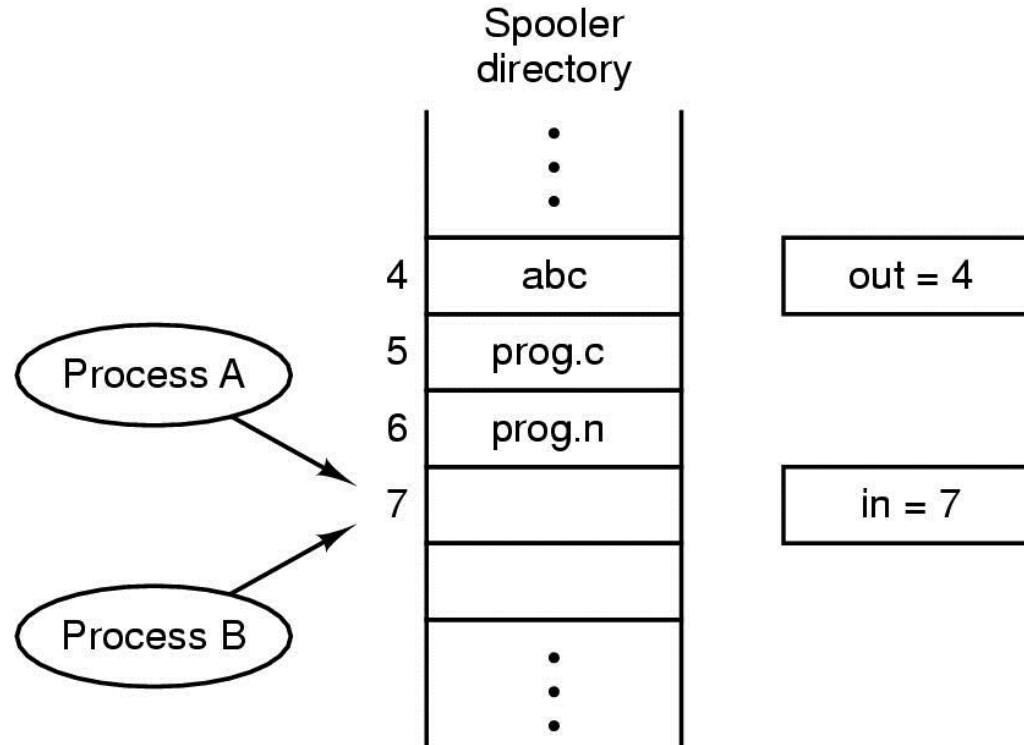 Spooler
directory
4 abc out = 4
5 prog.c
Process A
6 prog.n
7 in = 7
Process B